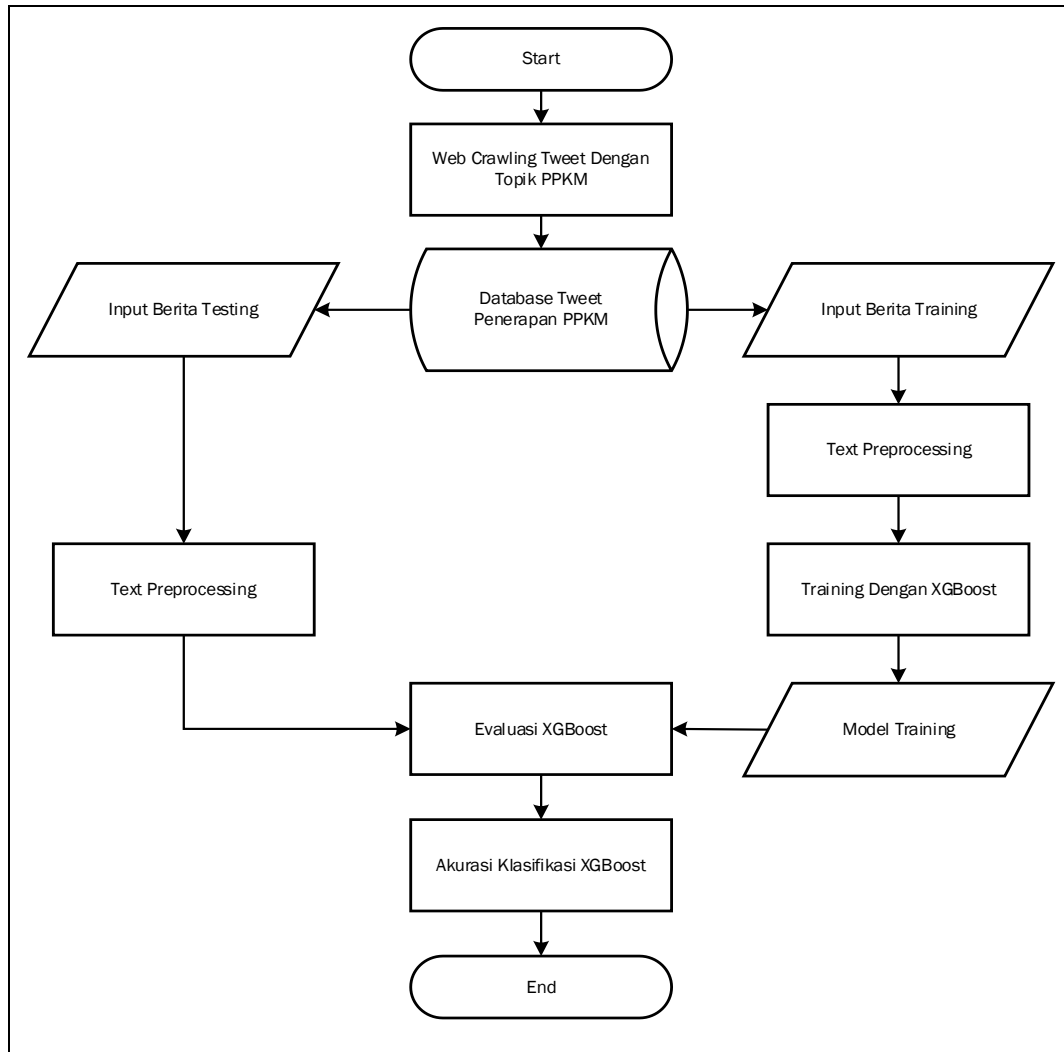 Start
Web Crawling Tweet Dengan
Topik PPKM
Database Tweet
Penerapan PPKM
Input Berita Testing
Input Berita Training
Text Preprocessing
Text Preprocessing
Training Dengan XGBoost
Evaluasi XGBoost
Model Training
Akurasi Klasifikasi XGBoost
End